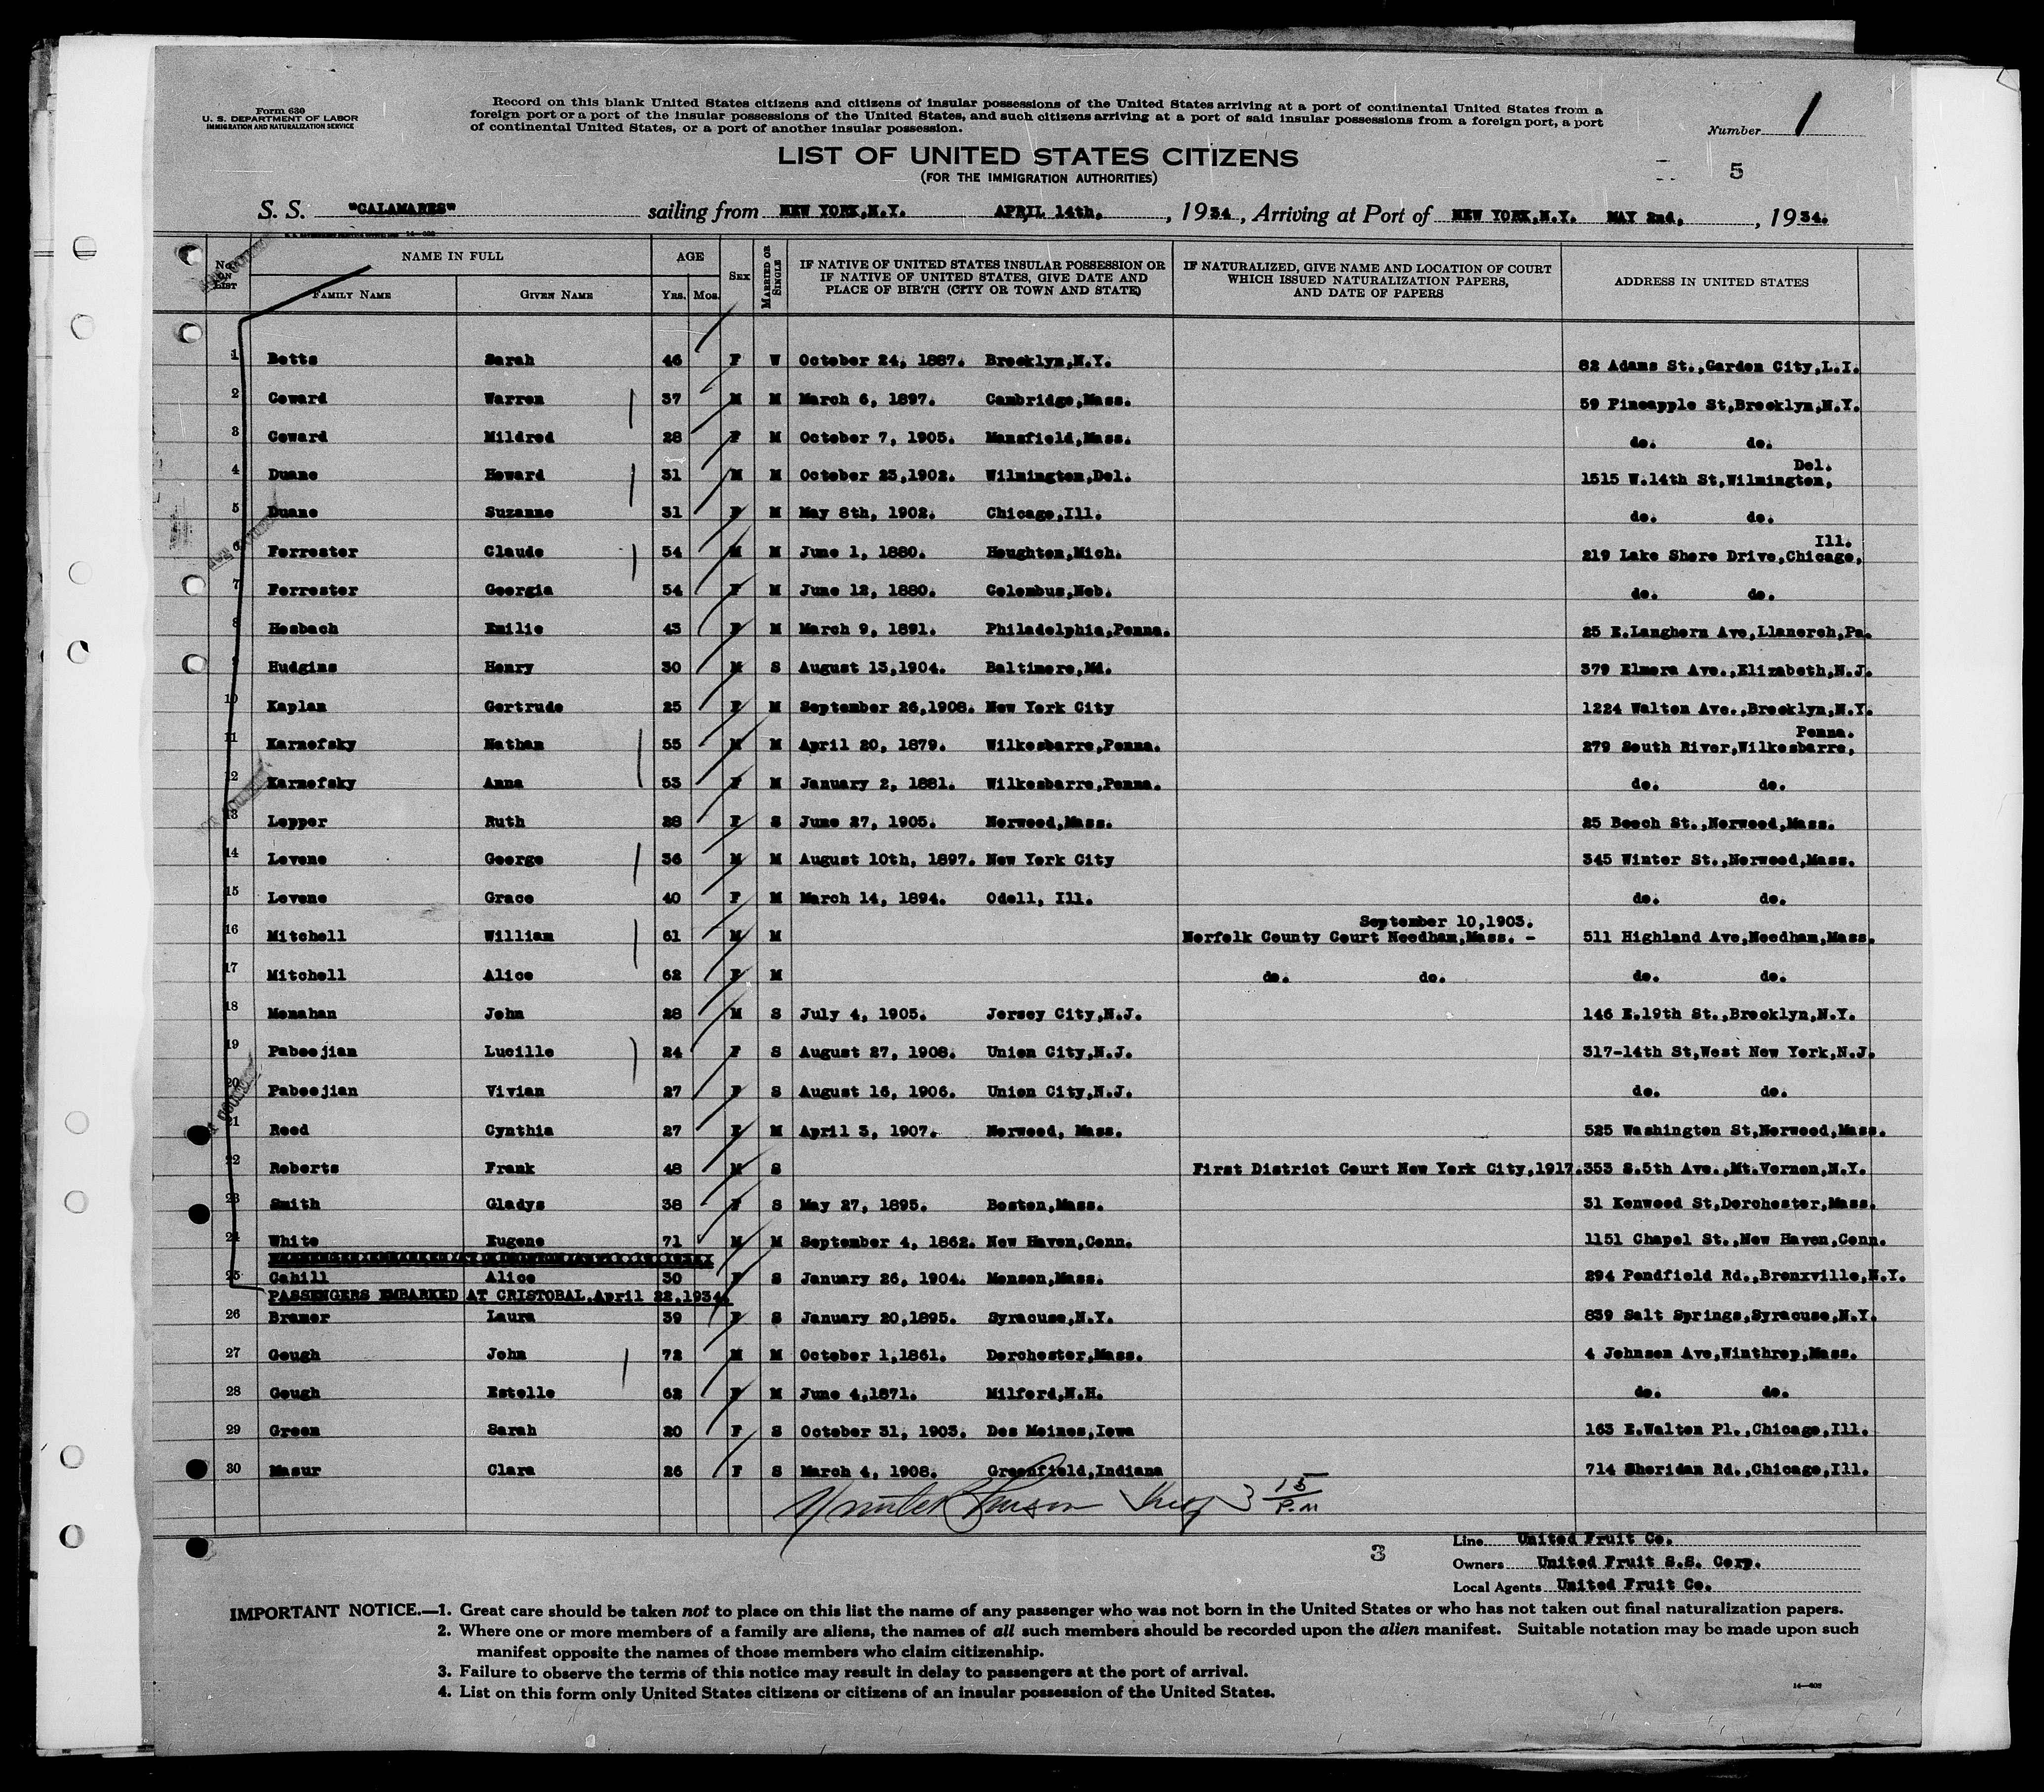 Form 630
U. S. DEPARTMENT OF LABOR
IMMIGRATION AND NATURALIZATION SERVICE
Record on this blank United States citizens and citizens of insular possessions of the United States arriving at a port of continental United States from a
foreign port or a port of the insular possessions of the United States, and such citizens arriving at a port of said insular possessions from a foreign port, a port
of continental United States, or a port of another insular possession.
Number 1
LIST OF UNITED STATES CITIZENS
(FOR THE IMMIGRATION AUTHORITIES)
5
S. S. "CALAMARES" sailing from NEW YORK,N.Y. APRIL 14th, , 1934, Arriving at Port of NEW YORK,N.Y. MAY 2nd, , 1934.
No. ON LIST NAME IN FULL FAMILY NAME GIVEN NAME AGE YRS. MOS. SEX MARRIED OR SINGLE IF NATIVE OF UNITED STATES INSULAR POSSESSION OR IF NATIVE OF UNITED STATES, GIVE DATE AND PLACE OF BIRTH (CITY OR TOWN AND STATE) IF NATURALIZED, GIVE NAME AND LOCATION OF COURT WHICH ISSUED NATURALIZATION PAPERS, AND DATE OF PAPERS ADDRESS IN UNITED STATES
1 Betts Sarah 46 F W October 24, 1887. Brooklyn,N.Y. 82 Adams St.,Garden City,L.I.
2 Coward Warren 37 M M March 6, 1897. Cambridge,Mass. 59 Pineapple St,Brooklyn,N.Y.
3 Coward Mildred 28 F M October 7, 1905. Mansfield,Mass. do. do.
4 Duane Howard 31 M M October 23,1902. Wilmington,Del. 1515 W.14th St,Wilmington, Del.
5 Duane Suzanne 31 F M May 8th, 1902. Chicago,Ill. do. do.
6 Forrester Claude 54 M M June 1, 1880. Houghton,Mich. 219 Lake Shore Drive,Chicago, Ill.
7 Forrester Georgia 54 F M June 12, 1880. Colombus,Neb. do. do.
8 Hosbach Emilie 43 F M March 9, 1891. Philadelphia,Penna. 25 E.Langhorn Ave,Llanerch,Pa.
9 Hudgins Henry 30 M S August 13,1904. Baltimore,Md. 379 Elmora Ave.,Elizabeth,N.J.
10 Kaplan Gertrude 25 F M September 26,1908. New York City 1224 Walton Ave.,Brooklyn,N.Y.
11 Karnofsky Nathan 55 M M April 20, 1879. Wilkesbarre,Penna. 279 South River,Wilkesbarre, Penna.
12 Karnofsky Anna 53 F M January 2, 1881. Wilkesbarre,Penna. do. do.
13 Lepper Ruth 28 F S June 27, 1905. Norwood,Mass. 25 Beech St.,Norwood,Mass.
14 Levene George 36 M M August 10th, 1897. New York City 345 Winter St.,Norwood,Mass.
15 Levene Grace 40 F M March 14, 1894. Odell, Ill. do. do.
16 Mitchell William 61 M M September 10,1903. Norfolk County Court Needham,Mass. - 511 Highland Ave,Needham,Mass.
17 Mitchell Alice 62 F M do. do. do. do.
18 Monahan John 28 M S July 4, 1905. Jersey City,N.J. 146 E.19th St.,Brooklyn,N.Y.
19 Paboojian Lucille 24 F S August 27, 1908. Union City,N.J. 317-14th St,West New York,N.J.
20 Paboojian Vivian 27 F S August 16, 1906. Union City,N.J. do. do.
21 Reed Cynthia 27 F M April 3, 1907. Norwood, Mass. 525 Washington St,Norwood,Mass.
22 Roberts Frank 48 M S First District Court New York City,1917. 353 S.5th Ave.,Mt.Vernon,N.Y.
23 Smith Gladys 38 F S May 27, 1895. Boston,Mass. 31 Kenwood St,Dorchester,Mass.
24 White Eugene 71 M M September 4, 1862. New Haven,Conn. 1151 Chapel St.,New Haven,Conn.
25 Cahill Alice 30 F S January 26, 1904. Monson,Mass. 294 Pondfield Rd.,Bronxville,N.Y.
PASSENGERS EMBARKED AT CRISTOBAL,April 22,1934.
26 Bramer Laura 39 F S January 20,1895. Syracuse,N.Y. 839 Salt Springs,Syracuse,N.Y.
27 Gough John 72 M M October 1,1861. Dorchester,Mass. 4 Johnson Ave,Winthrop,Mass.
28 Gough Estelle 62 F M June 4,1871. Milford,N.H. do. do.
29 Green Sarah 20 F S October 31, 1903. Des Moines,Iowa 163 E.Walton Pl.,Chicago,Ill.
30 Masur Clara 26 F S March 4, 1908. Greenfield,Indiana 714 Sheridan Rd.,Chicago,Ill.
3 15 P.M
3
Line United Fruit Co.
Owners United Fruit S.S. Corp.
Local Agents United Fruit Co.
IMPORTANT NOTICE.—1. Great care should be taken not to place on this list the name of any passenger who was not born in the United States or who has not taken out final naturalization papers.
2. Where one or more members of a family are aliens, the names of all such members should be recorded upon the alien manifest. Suitable notation may be made upon such
manifest opposite the names of those members who claim citizenship.
3. Failure to observe the terms of this notice may result in delay to passengers at the port of arrival.
4. List on this form only United States citizens or citizens of an insular possession of the United States.